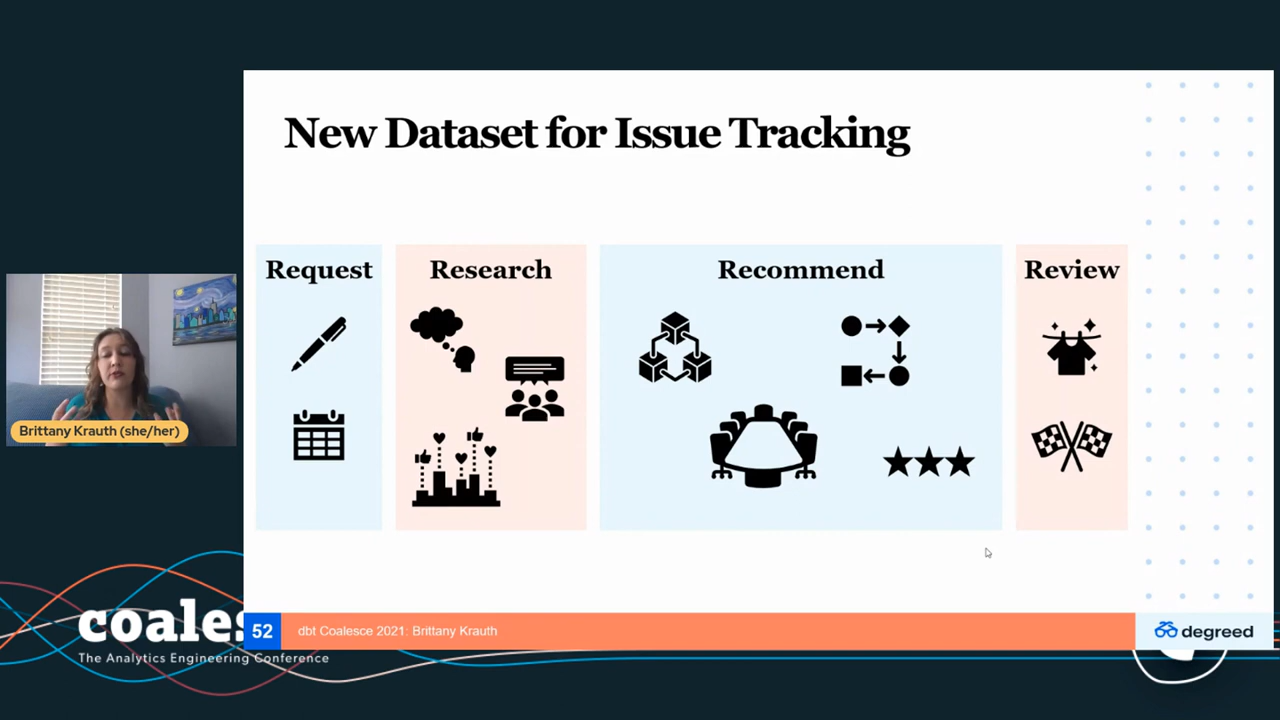 New Dataset for Issue Tracking
Request
Research
Recommend
Review
Brittany Krauth (she/her)
coales
The Analytics Engineering Conference
52
dbt Coalesce 2021: Brittany Krauth
degreed